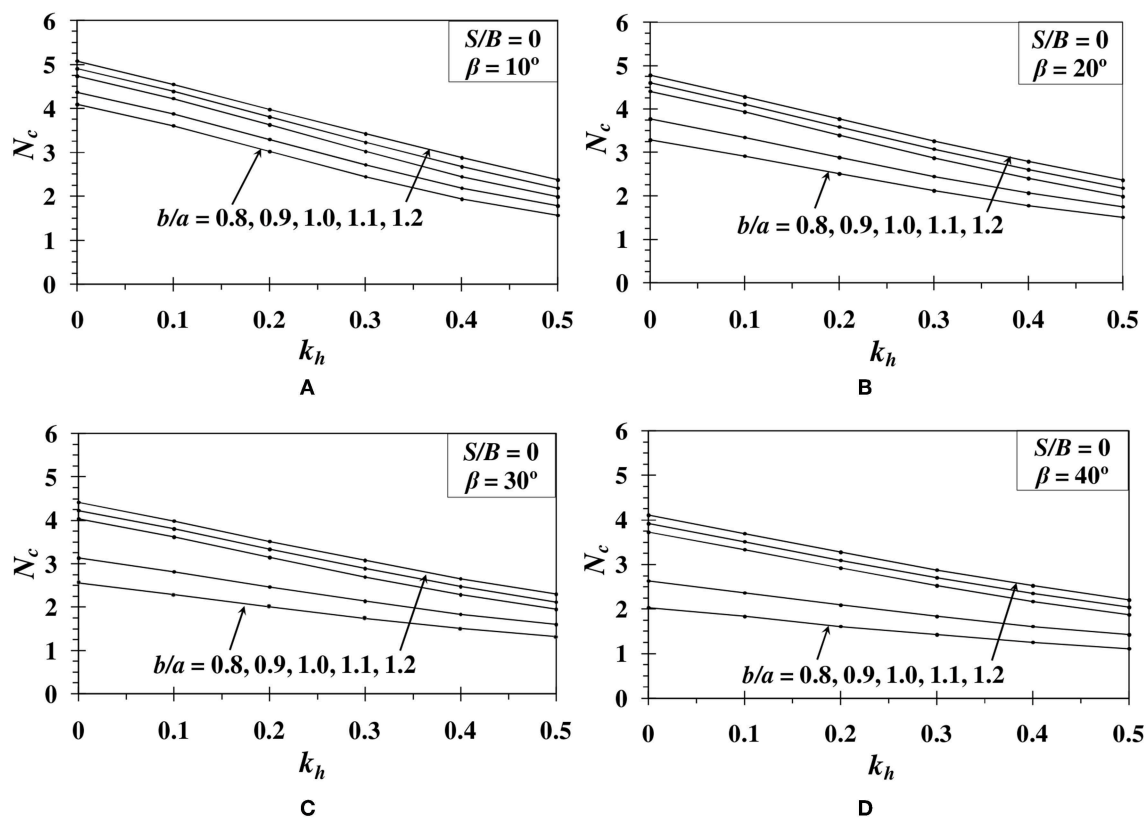 6
5
4
3
2
1
0
N_c
S/B = 0
β = 10º
b/a = 0.8, 0.9, 1.0, 1.1, 1.2
0 0.1 0.2 0.3 0.4 0.5
k_h
A
6
5
4
3
2
1
0
N_c
S/B = 0
β = 20º
b/a = 0.8, 0.9, 1.0, 1.1, 1.2
0 0.1 0.2 0.3 0.4 0.5
k_h
B
6
5
4
3
2
1
0
N_c
S/B = 0
β = 30º
b/a = 0.8, 0.9, 1.0, 1.1, 1.2
0 0.1 0.2 0.3 0.4 0.5
k_h
C
6
5
4
3
2
1
0
N_c
S/B = 0
β = 40º
b/a = 0.8, 0.9, 1.0, 1.1, 1.2
0 0.1 0.2 0.3 0.4 0.5
k_h
D